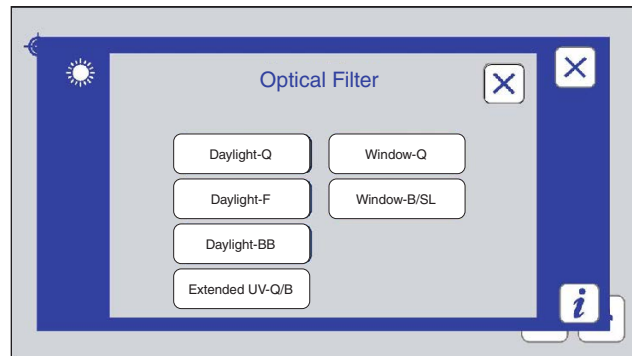 Optical Filter
Daylight-Q
Window-Q
Daylight-F
Window-B/SL
Daylight-BB
Extended UV-Q/B
i